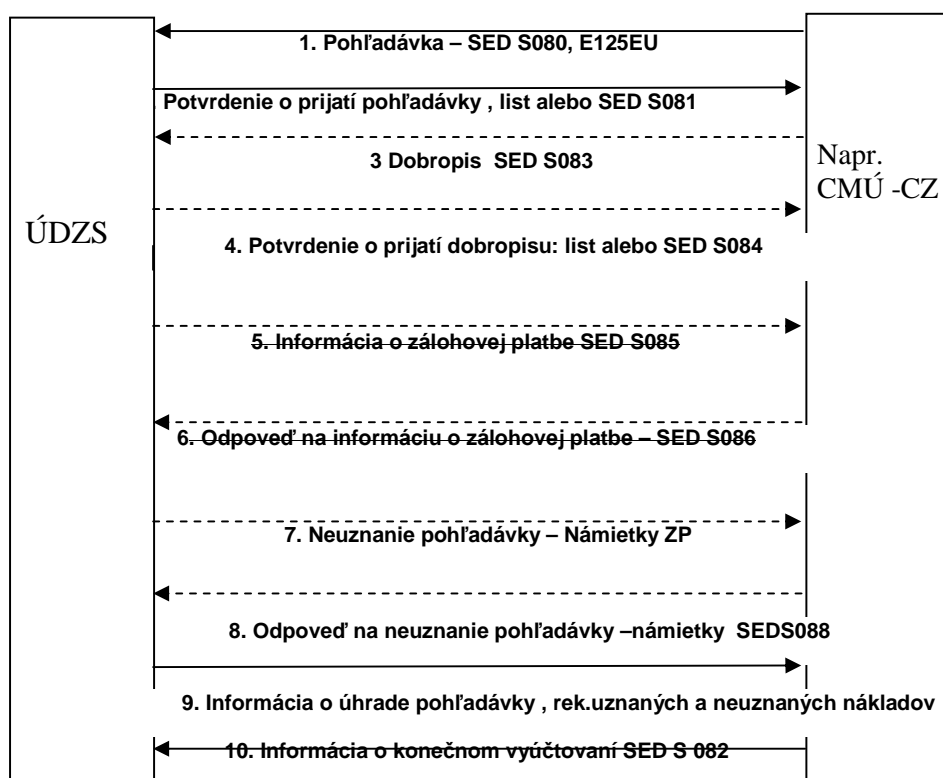 1. Pohľadávka – SED S080, E125EU
Potvrdenie o prijatí pohľadávky , list alebo SED S081
3 Dobropis SED S083
Napr.
CMÚ -CZ
ÚDZS
4. Potvrdenie o prijatí dobropisu: list alebo SED S084
5. Informácia o zálohovej platbe SED S085
6. Odpoveď na informáciu o zálohovej platbe – SED S086
7. Neuznanie pohľadávky – Námietky ZP
8. Odpoveď na neuznanie pohľadávky –námietky SEDS088
9. Informácia o úhrade pohľadávky , rek.uznaných a neuznaných nákladov
10. Informácia o konečnom vyúčtovaní SED S 082